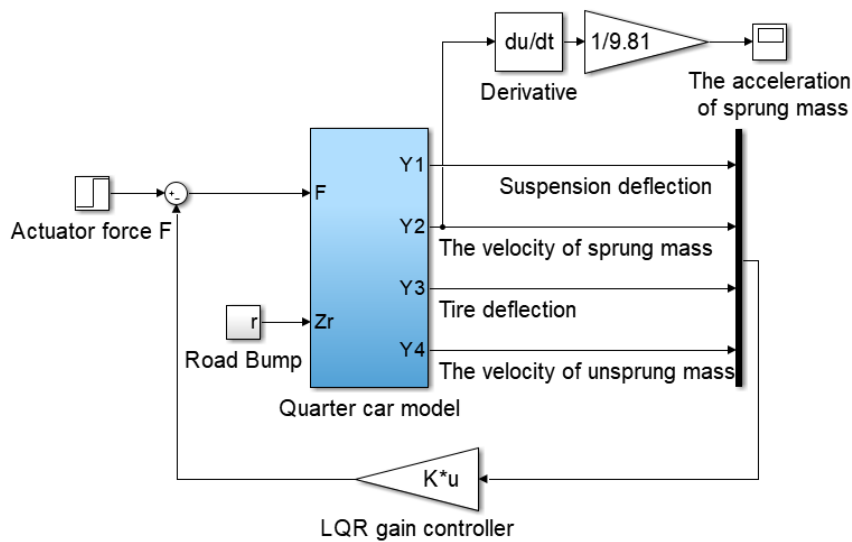 du/dt
1/9.81
Derivative
The acceleration
of sprung mass
Y1
Suspension deflection
F
Actuator force F
Y2
The velocity of sprung mass
Y3
Tire deflection
r
Zr
Road Bump
Y4
The velocity of unsprung mass
Quarter car model
K*u
LQR gain controller